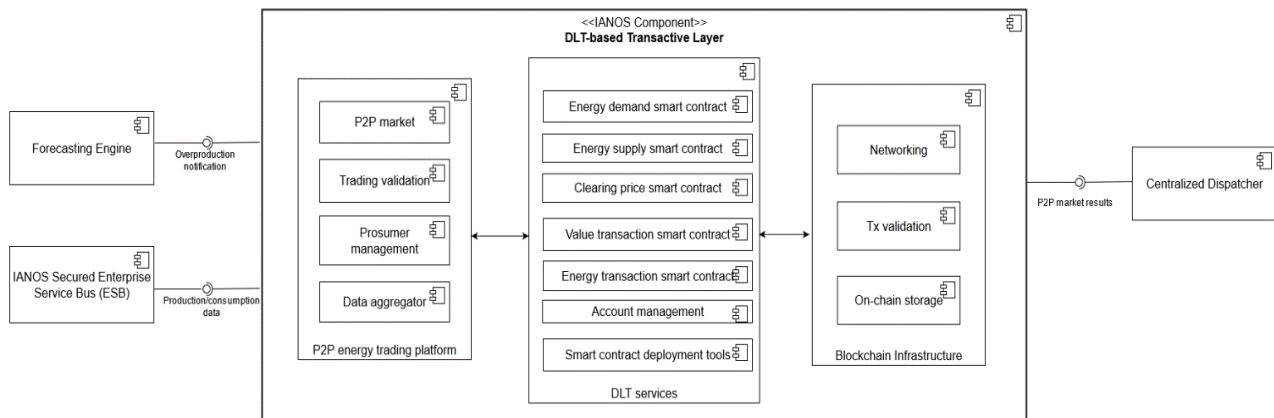 <<IANOS Component>>
DLT-based Transactive Layer
Forecasting Engine
Overproduction
notification
IANOS Secured Enterprise
Service Bus (ESB)
Production/consumption
data
P2P market
Trading validation
Prosumer
management
Data aggregator
P2P energy trading platform
Energy demand smart contract
Energy supply smart contract
Clearing price smart contract
Value transaction smart contract
Energy transaction smart contract
Account management
Smart contract deployment tools
DLT services
Networking
Tx validation
On-chain storage
Blockchain Infrastructure
P2P market results
Centralized Dispatcher